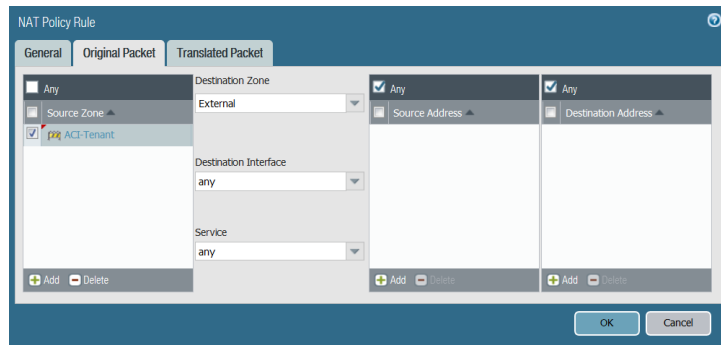 NAT Policy Rule
General Original Packet Translated Packet
Any
Source Zone
ACI-Tenant
Add Delete
Destination Zone
External
Destination Interface
any
Service
any
Any
Source Address
Add Delete
Any
Destination Address
Add Delete
OK Cancel